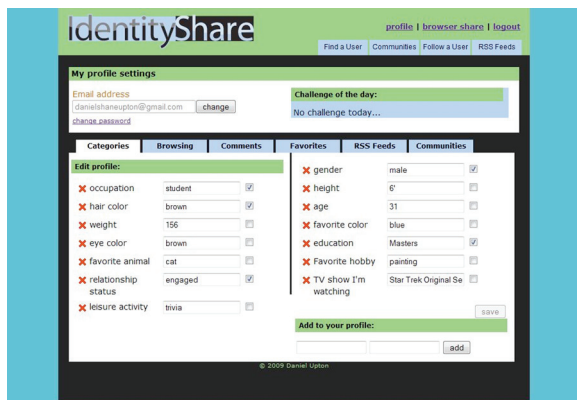 IdentityShare
profile | browser share | logout
Find a User Communities Follow a User RSS Feeds
My profile settings
Email address
danielshaneupton@gmail.com change
change password
Challenge of the day:
No challenge today...
Categories Browsing Comments Favorites RSS Feeds Communities
Edit profile:
occupation student
hair color brown
weight 156
eye color brown
favorite animal cat
relationship status engaged
leisure activity trivia
gender male
height 6'
age 31
favorite color blue
education Masters
Favorite hobby painting
TV show I'm watching Star Trek Original Se
save
Add to your profile:
add
© 2009 Daniel Upton